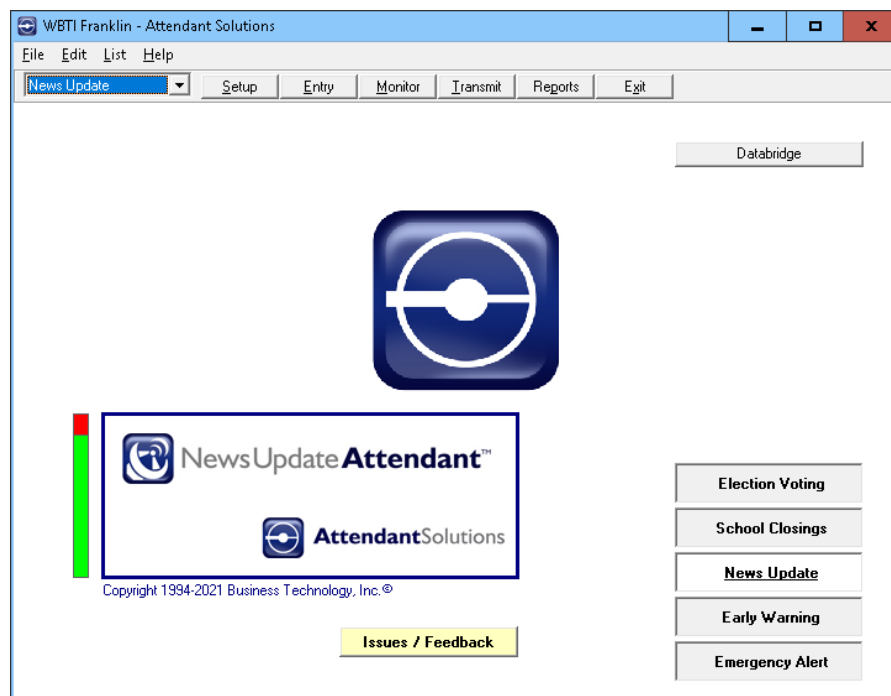 WBTI Franklin - Attendant Solutions
File Edit List Help
News Update Setup Entry Monitor Transmit Reports Exit
Databridge
NewsUpdateAttendant™
AttendantSolutions
Copyright 1994-2021 Business Technology, Inc.©
Issues / Feedback
Election Voting
School Closings
News Update
Early Warning
Emergency Alert